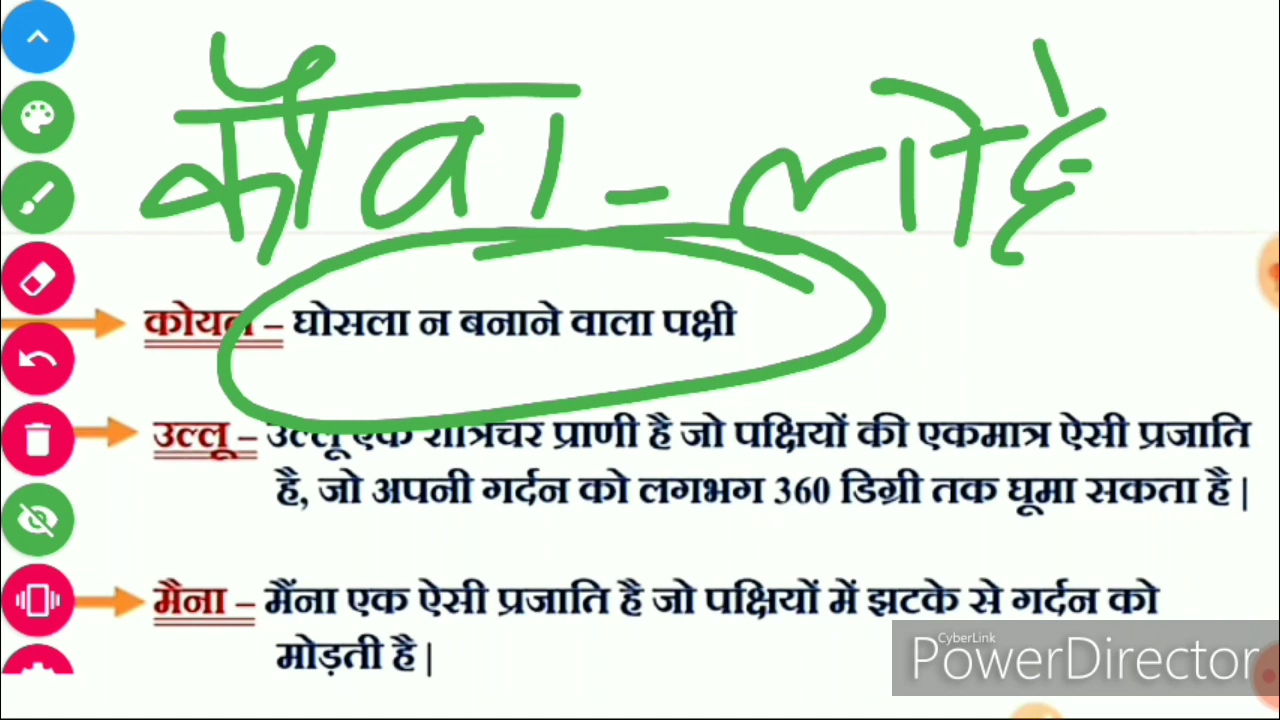 कौवा - लोहे
कोयल – घोसला न बनाने वाला पक्षी
उल्लू – उल्लू एक रात्रिचर प्राणी है जो पक्षियों की एकमात्र ऐसी प्रजाति
है, जो अपनी गर्दन को लगभग 360 डिग्री तक घूमा सकता है |
मैना – मैंना एक ऐसी प्रजाति है जो पक्षियों में झटके से गर्दन को
मोड़ती है |
CyberLink
PowerDirector